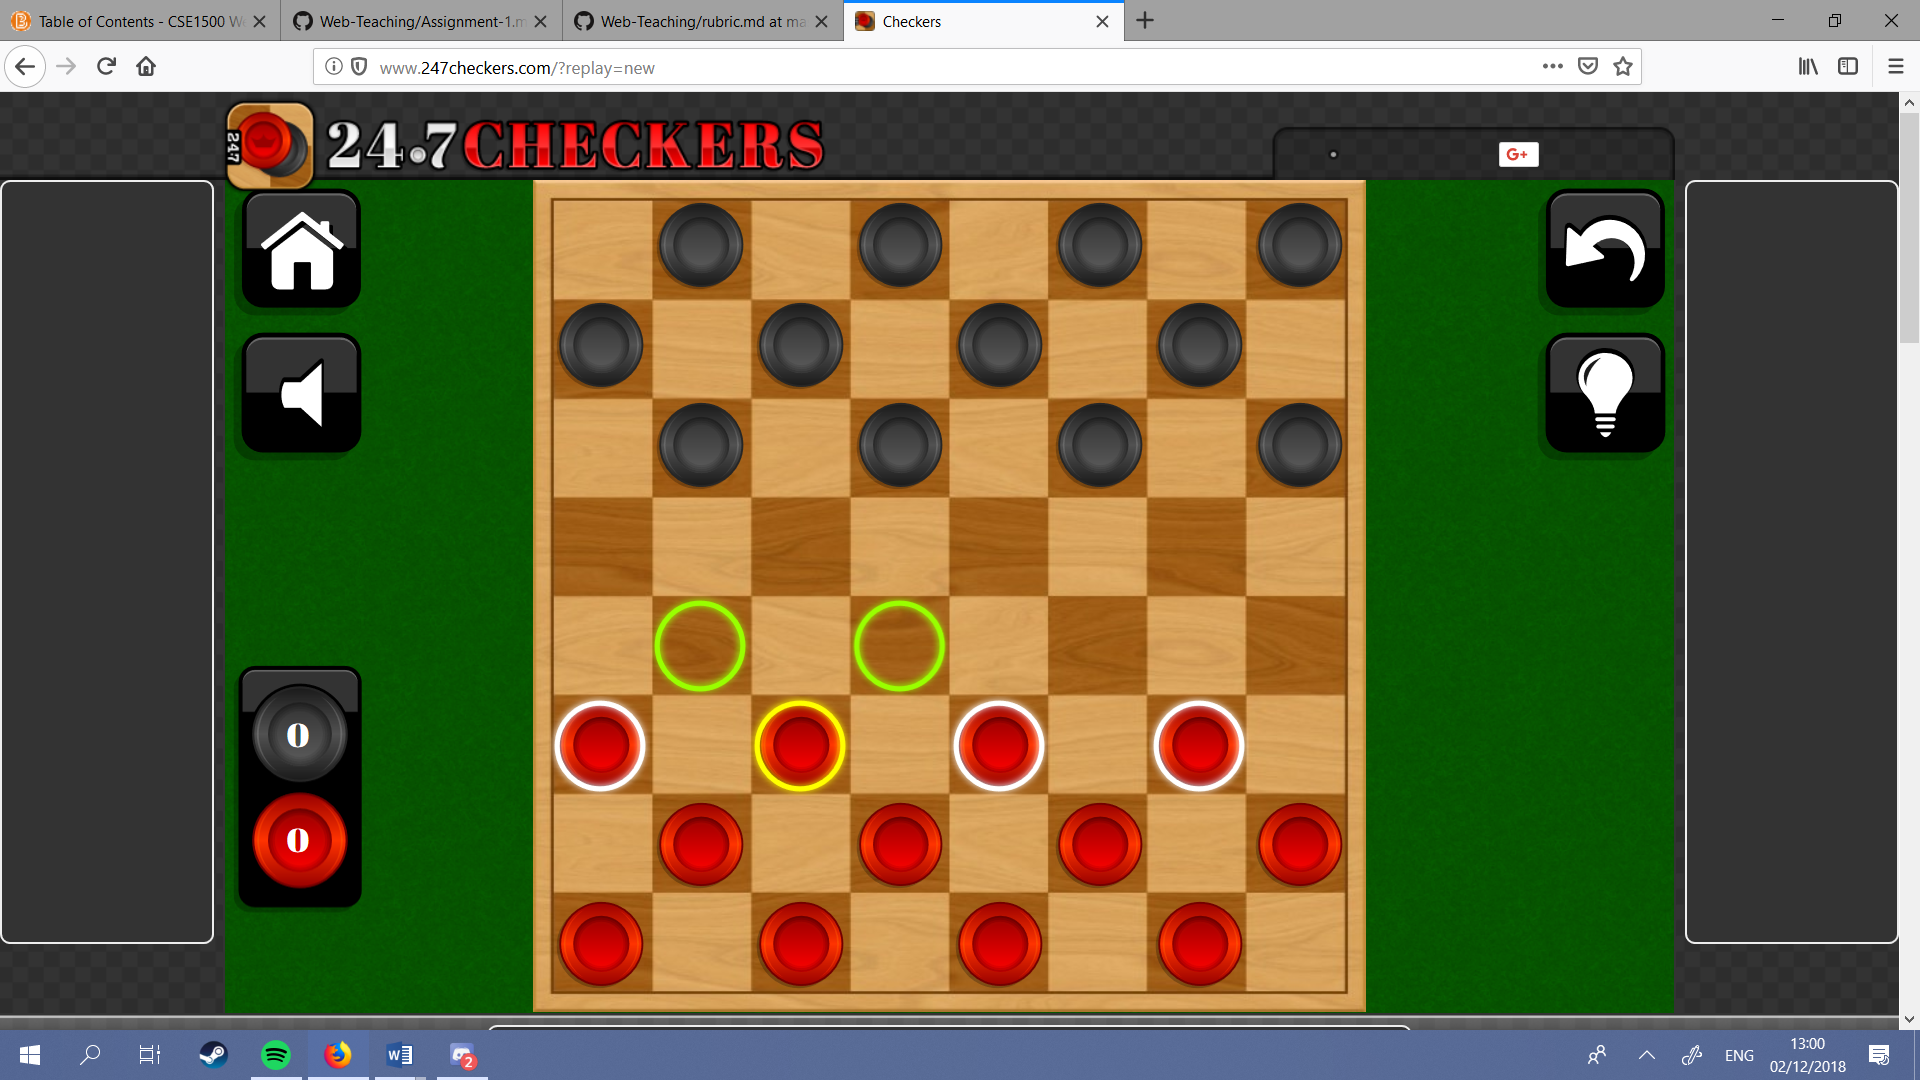 Table of Contents - CSE1500 We
Web-Teaching/Assignment-1.m
Web-Teaching/rubric.md at ma
Checkers
www.247checkers.com/?replay=new
247
24·7CHECKERS
G+
0
0
2
ENG
13:00
02/12/2018